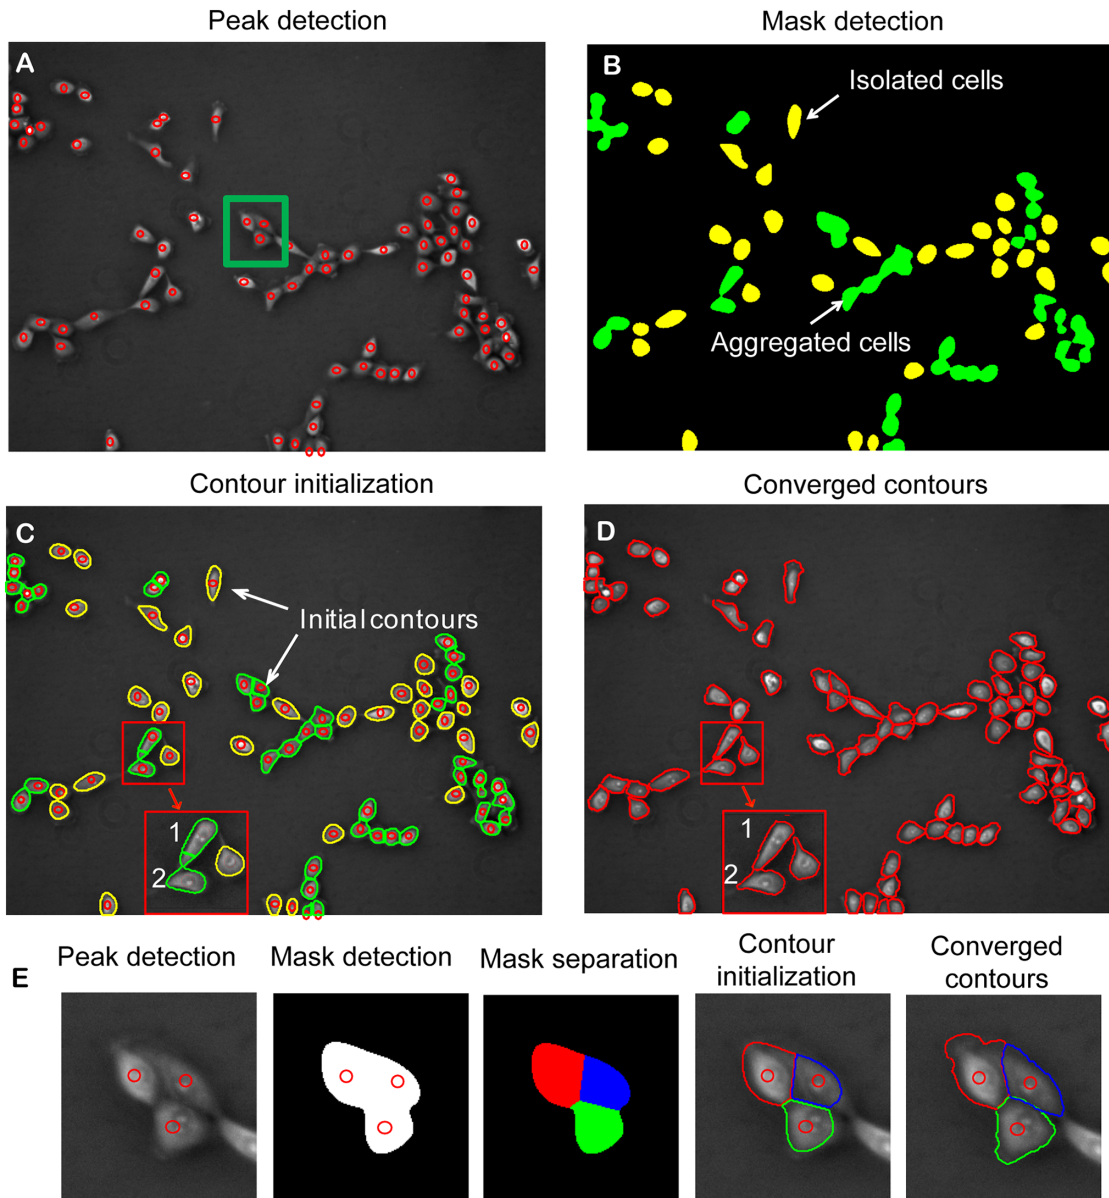 Peak detection
Mask detection
A
B
Isolated cells
Aggregated cells
Contour initialization
Converged contours
C
D
Initial contours
1
2
1
2
E
Peak detection
Mask detection
Mask separation
Contour
initialization
Converged
contours